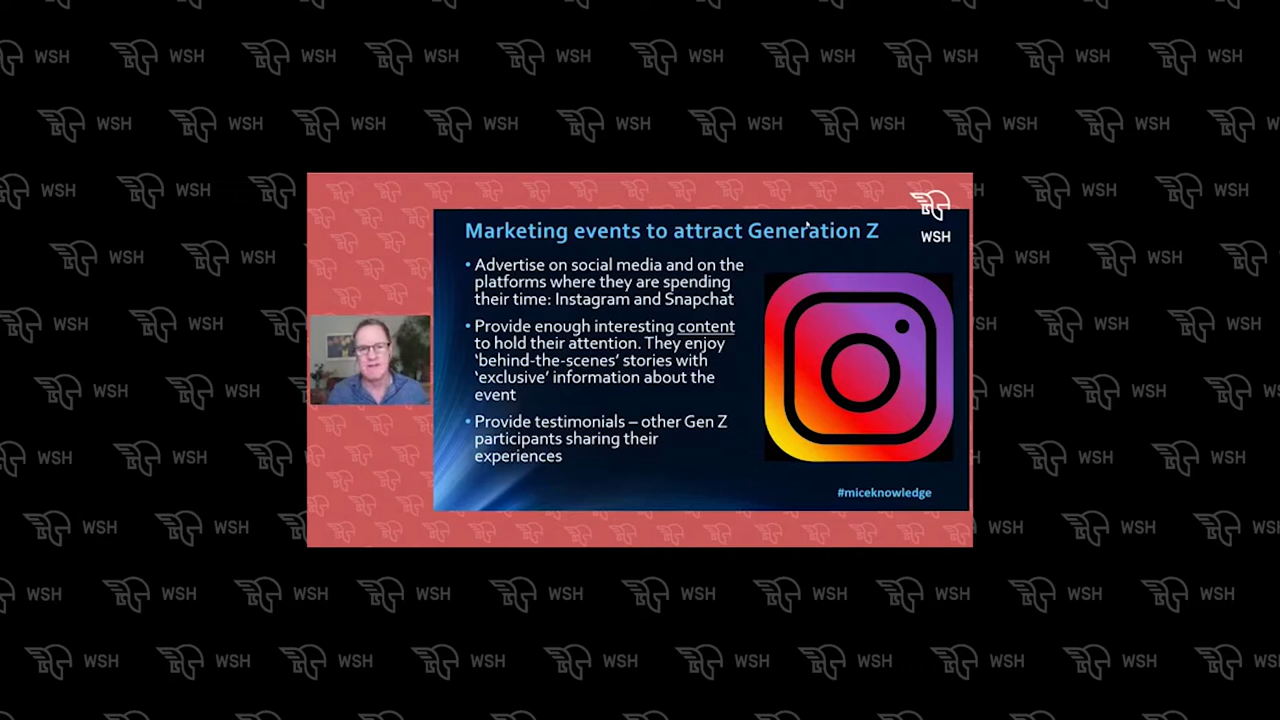 WSH
Marketing events to attract Generation Z
• Advertise on social media and on the
platforms where they are spending
their time: Instagram and Snapchat
• Provide enough interesting content
to hold their attention. They enjoy
‘behind-the-scenes’ stories with
‘exclusive’ information about the
event
• Provide testimonials – other Gen Z
participants sharing their
experiences
#miceknowledge